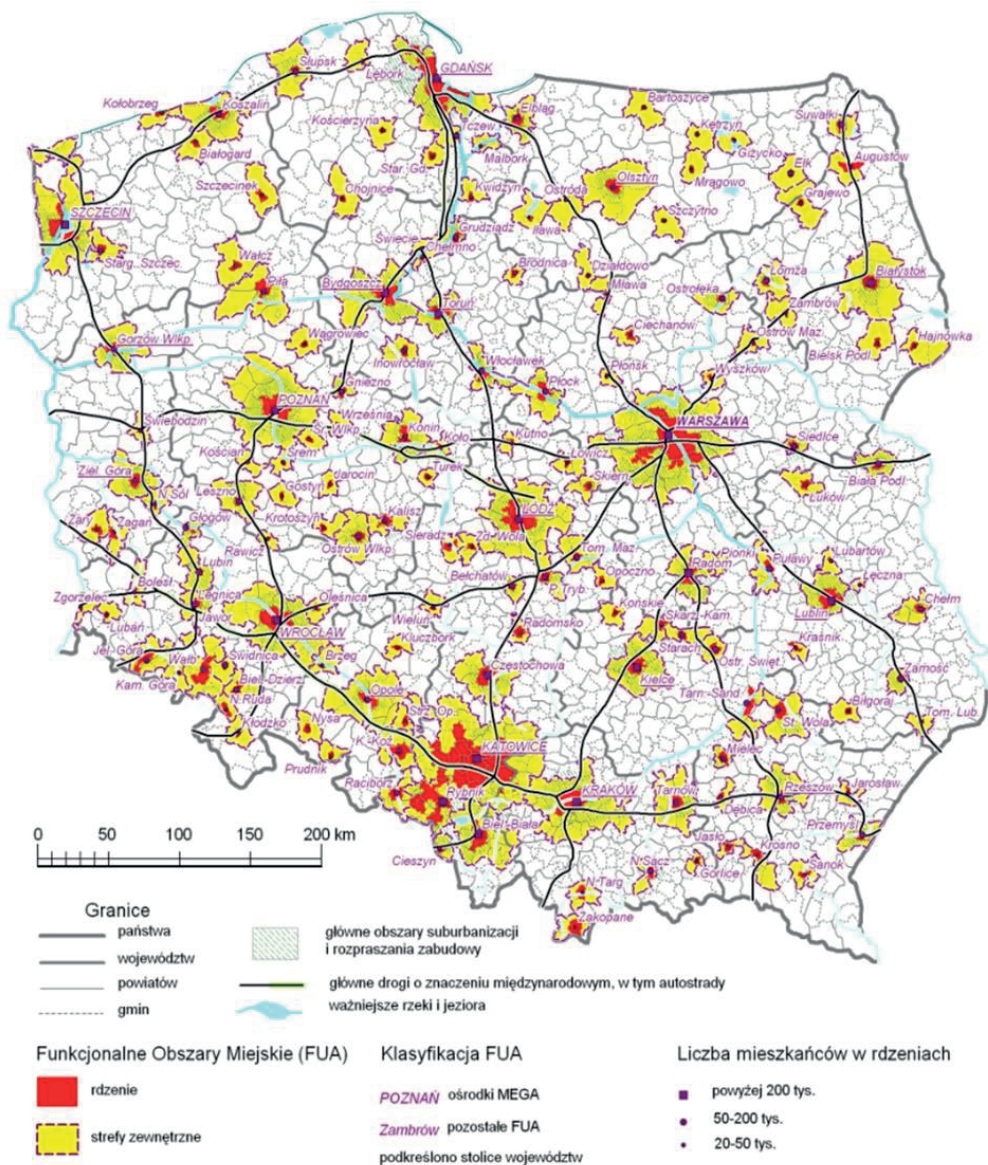 Słupsk
Lębork
GDAŃSK
Kołobrzeg
Koszalin
Kościerzyna
Tczew
Elbląg
Bartoszyce
Kętrzyn
Suwałki
Białogard
Malbork
Giżycko
Star. Gd.
Olsztyn
Ełk
Augustów
Szczecinek
Chojnice
Kwidzyn
Ostróda
Mrągowo
Grajewo
SZCZECIN
Iława
Szczytno
Grudziądz
Świecie
Chełmno
Starg. Szczec.
Wałcz
Brodnica
Działdowo
Łomża
Białystok
Piła
Bydgoszcz
Toruń
Mława
Ostrołęka
Zambrów
Gorzów Wlkp.
Wągrowiec
Ciechanów
Ostrów Maz.
Hajnówka
Inowrocław
Bielsk Podl.
Włocławek
Płońsk
Wyszków
Gniezno
Płock
POZNAŃ
Września
WARSZAWA
Świebodzin
Śr. Wlkp.
Konin
Koło
Kutno
Siedlce
Kościan
Śrem
Łowicz
Ziel. Góra
Jarocin
Turek
Skiern.
Biała Podl.
Leszno
Gostyń
Łuków
N.Sól
ŁÓDŹ
Żary
Żagań
Głogów
Krotoszyn
Kalisz
Sieradz
Zd. Wola
Rawicz
Ostrów Wlkp.
Tom. Maz.
Pionki
Puławy
Lubartów
Lubin
Bełchatów
Opoczno
Radom
Łęczna
Bolesł.
Zgorzelec
Legnica
Oleśnica
P. Tryb.
Chełm
Końskie
Lublin
Lubań
Jawor
WROCŁAW
Wieluń
Radomsko
Skarż.-Kam.
Kraśnik
Jel. Góra
Świdnica
Kluczbork
Starach.
Wałb.
Brzeg
Ostr. Święt.
Zamość
Kam. Góra
Biel.-Dzierż.
Częstochowa
Kielce
N.Ruda
Opole
Tarn.-Sand.
Biłgoraj
Kłodzko
Nysa
Strz. Op.
St. Wola
Tom. Lub.
K.-Koź.
KATOWICE
Mielec
Prudnik
Racibórz
Rybnik
KRAKÓW
Tarnów
Rzeszów
Jarosław
Dębica
Biel.-Biała
Jasło
Przemyśl
Cieszyn
Krosno
N.Sącz
Gorlice
Sanok
N.Targ
Zakopane
0 50 100 150 200 km
Granice
państwa
województw
powiatów
gmin
główne obszary suburbanizacji
i rozpraszania zabudowy
główne drogi o znaczeniu międzynarodowym, w tym autostrady
ważniejsze rzeki i jeziora
Funkcjonalne Obszary Miejskie (FUA)
rdzenie
strefy zewnętrzne
Klasyfikacja FUA
POZNAŃ ośrodki MEGA
Zambrów pozostałe FUA
podkreślono stolice województw
Liczba mieszkańców w rdzeniach
powyżej 200 tys.
50-200 tys.
20-50 tys.